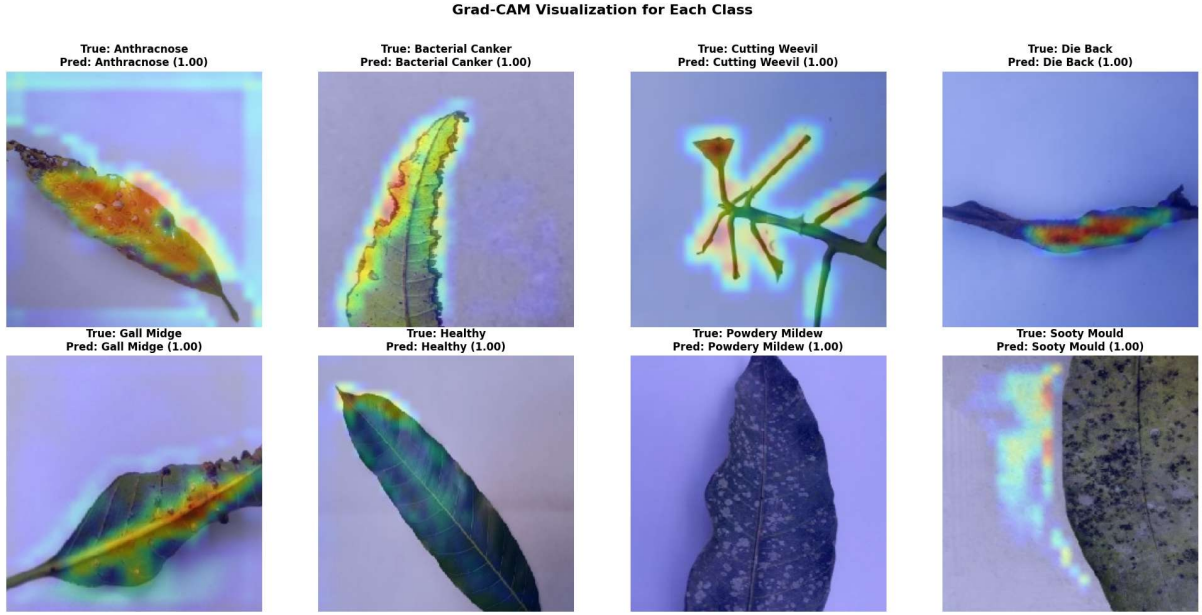 Grad-CAM Visualization for Each Class
True: Anthracnose
Pred: Anthracnose (1.00)
True: Bacterial Canker
Pred: Bacterial Canker (1.00)
True: Cutting Weevil
Pred: Cutting Weevil (1.00)
True: Die Back
Pred: Die Back (1.00)
True: Gall Midge
Pred: Gall Midge (1.00)
True: Healthy
Pred: Healthy (1.00)
True: Powdery Mildew
Pred: Powdery Mildew (1.00)
True: Sooty Mould
Pred: Sooty Mould (1.00)